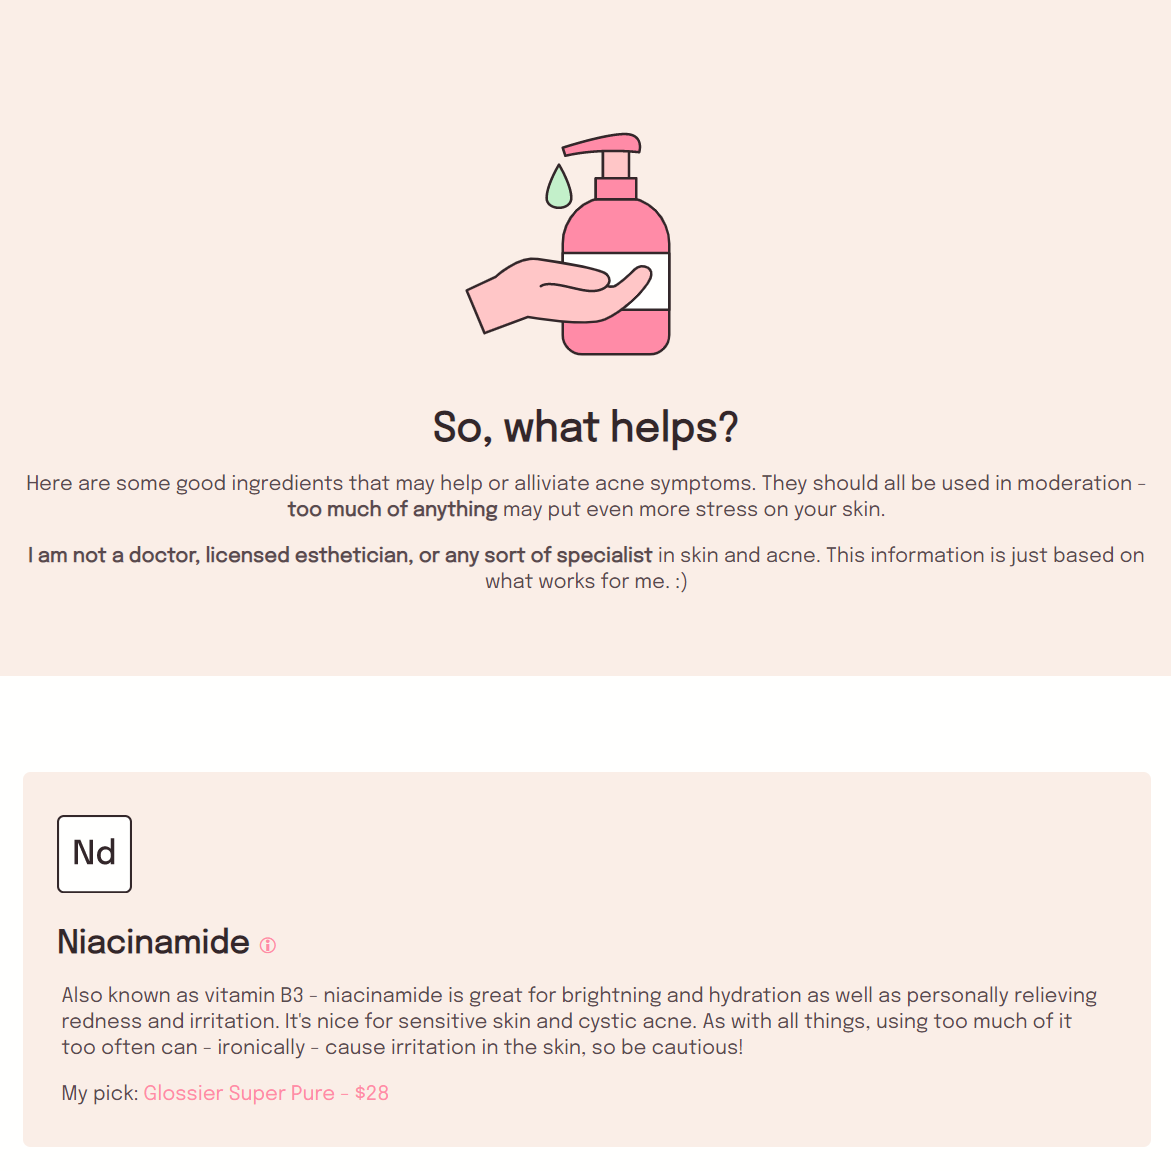 So, what helps?
Here are some good ingredients that may help or alliviate acne symptoms. They should all be used in moderation -
too much of anything may put even more stress on your skin.
I am not a doctor, licensed esthetician, or any sort of specialist in skin and acne. This information is just based on
what works for me. :)
Nd
Niacinamide
Also known as vitamin B3 - niacinamide is great for brightning and hydration as well as personally relieving
redness and irritation. It's nice for sensitive skin and cystic acne. As with all things, using too much of it
too often can - ironically - cause irritation in the skin, so be cautious!
My pick: Glossier Super Pure - $28